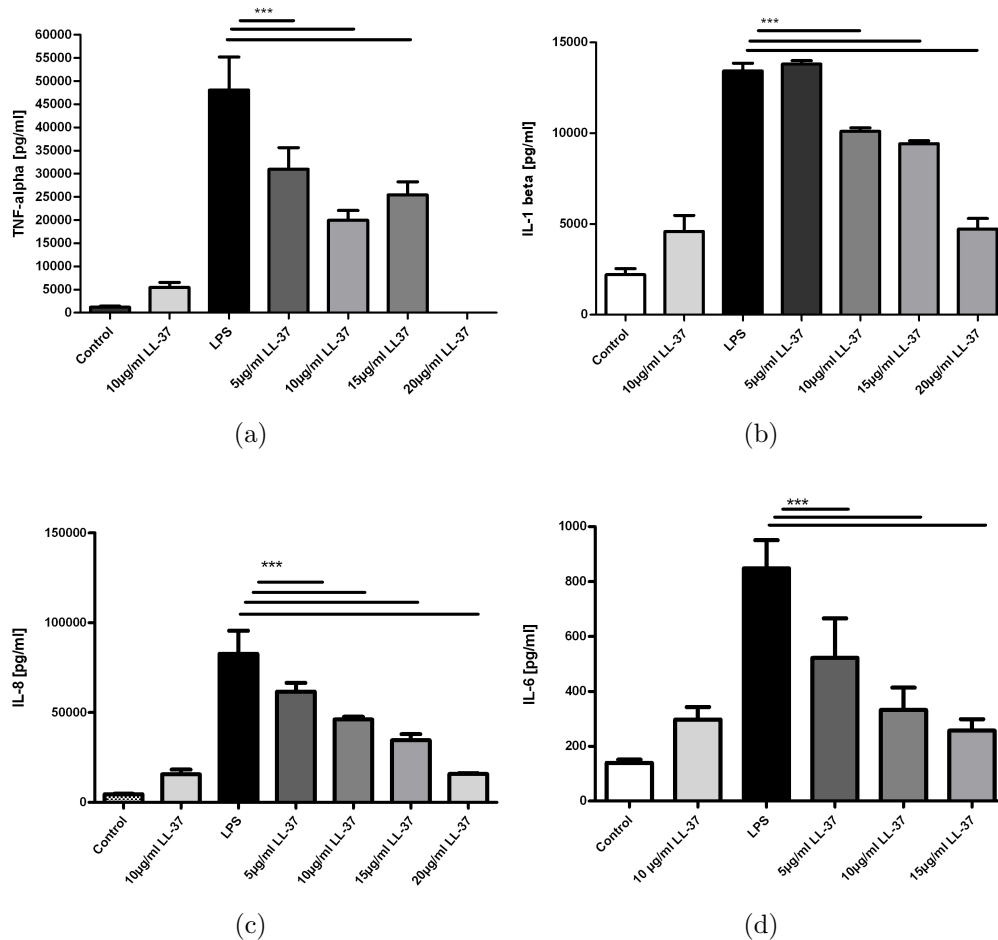 ***
TNF-alpha [pg/ml]
60000
55000
50000
45000
40000
35000
30000
25000
20000
15000
10000
5000
0
Control
10µg/ml LL-37
LPS
5µg/ml LL-37
10µg/ml LL-37
15µg/ml LL37
20µg/ml LL-37
(a)
***
IL-1 beta [pg/ml]
15000
10000
5000
0
Control
10µg/ml LL-37
LPS
5µg/ml LL-37
10µg/ml LL-37
15µg/ml LL-37
20µg/ml LL-37
(b)
***
IL-8 [pg/ml]
150000
100000
50000
0
Control
10µg/ml LL-37
LPS
5µg/ml LL-37
10µg/ml LL-37
15µg/ml LL-37
20µg/ml LL-37
(c)
***
IL-6 [pg/ml]
1000
800
600
400
200
0
Control
10 µg/ml LL-37
LPS
5µg/ml LL-37
10µg/ml LL-37
15µg/ml LL-37
(d)